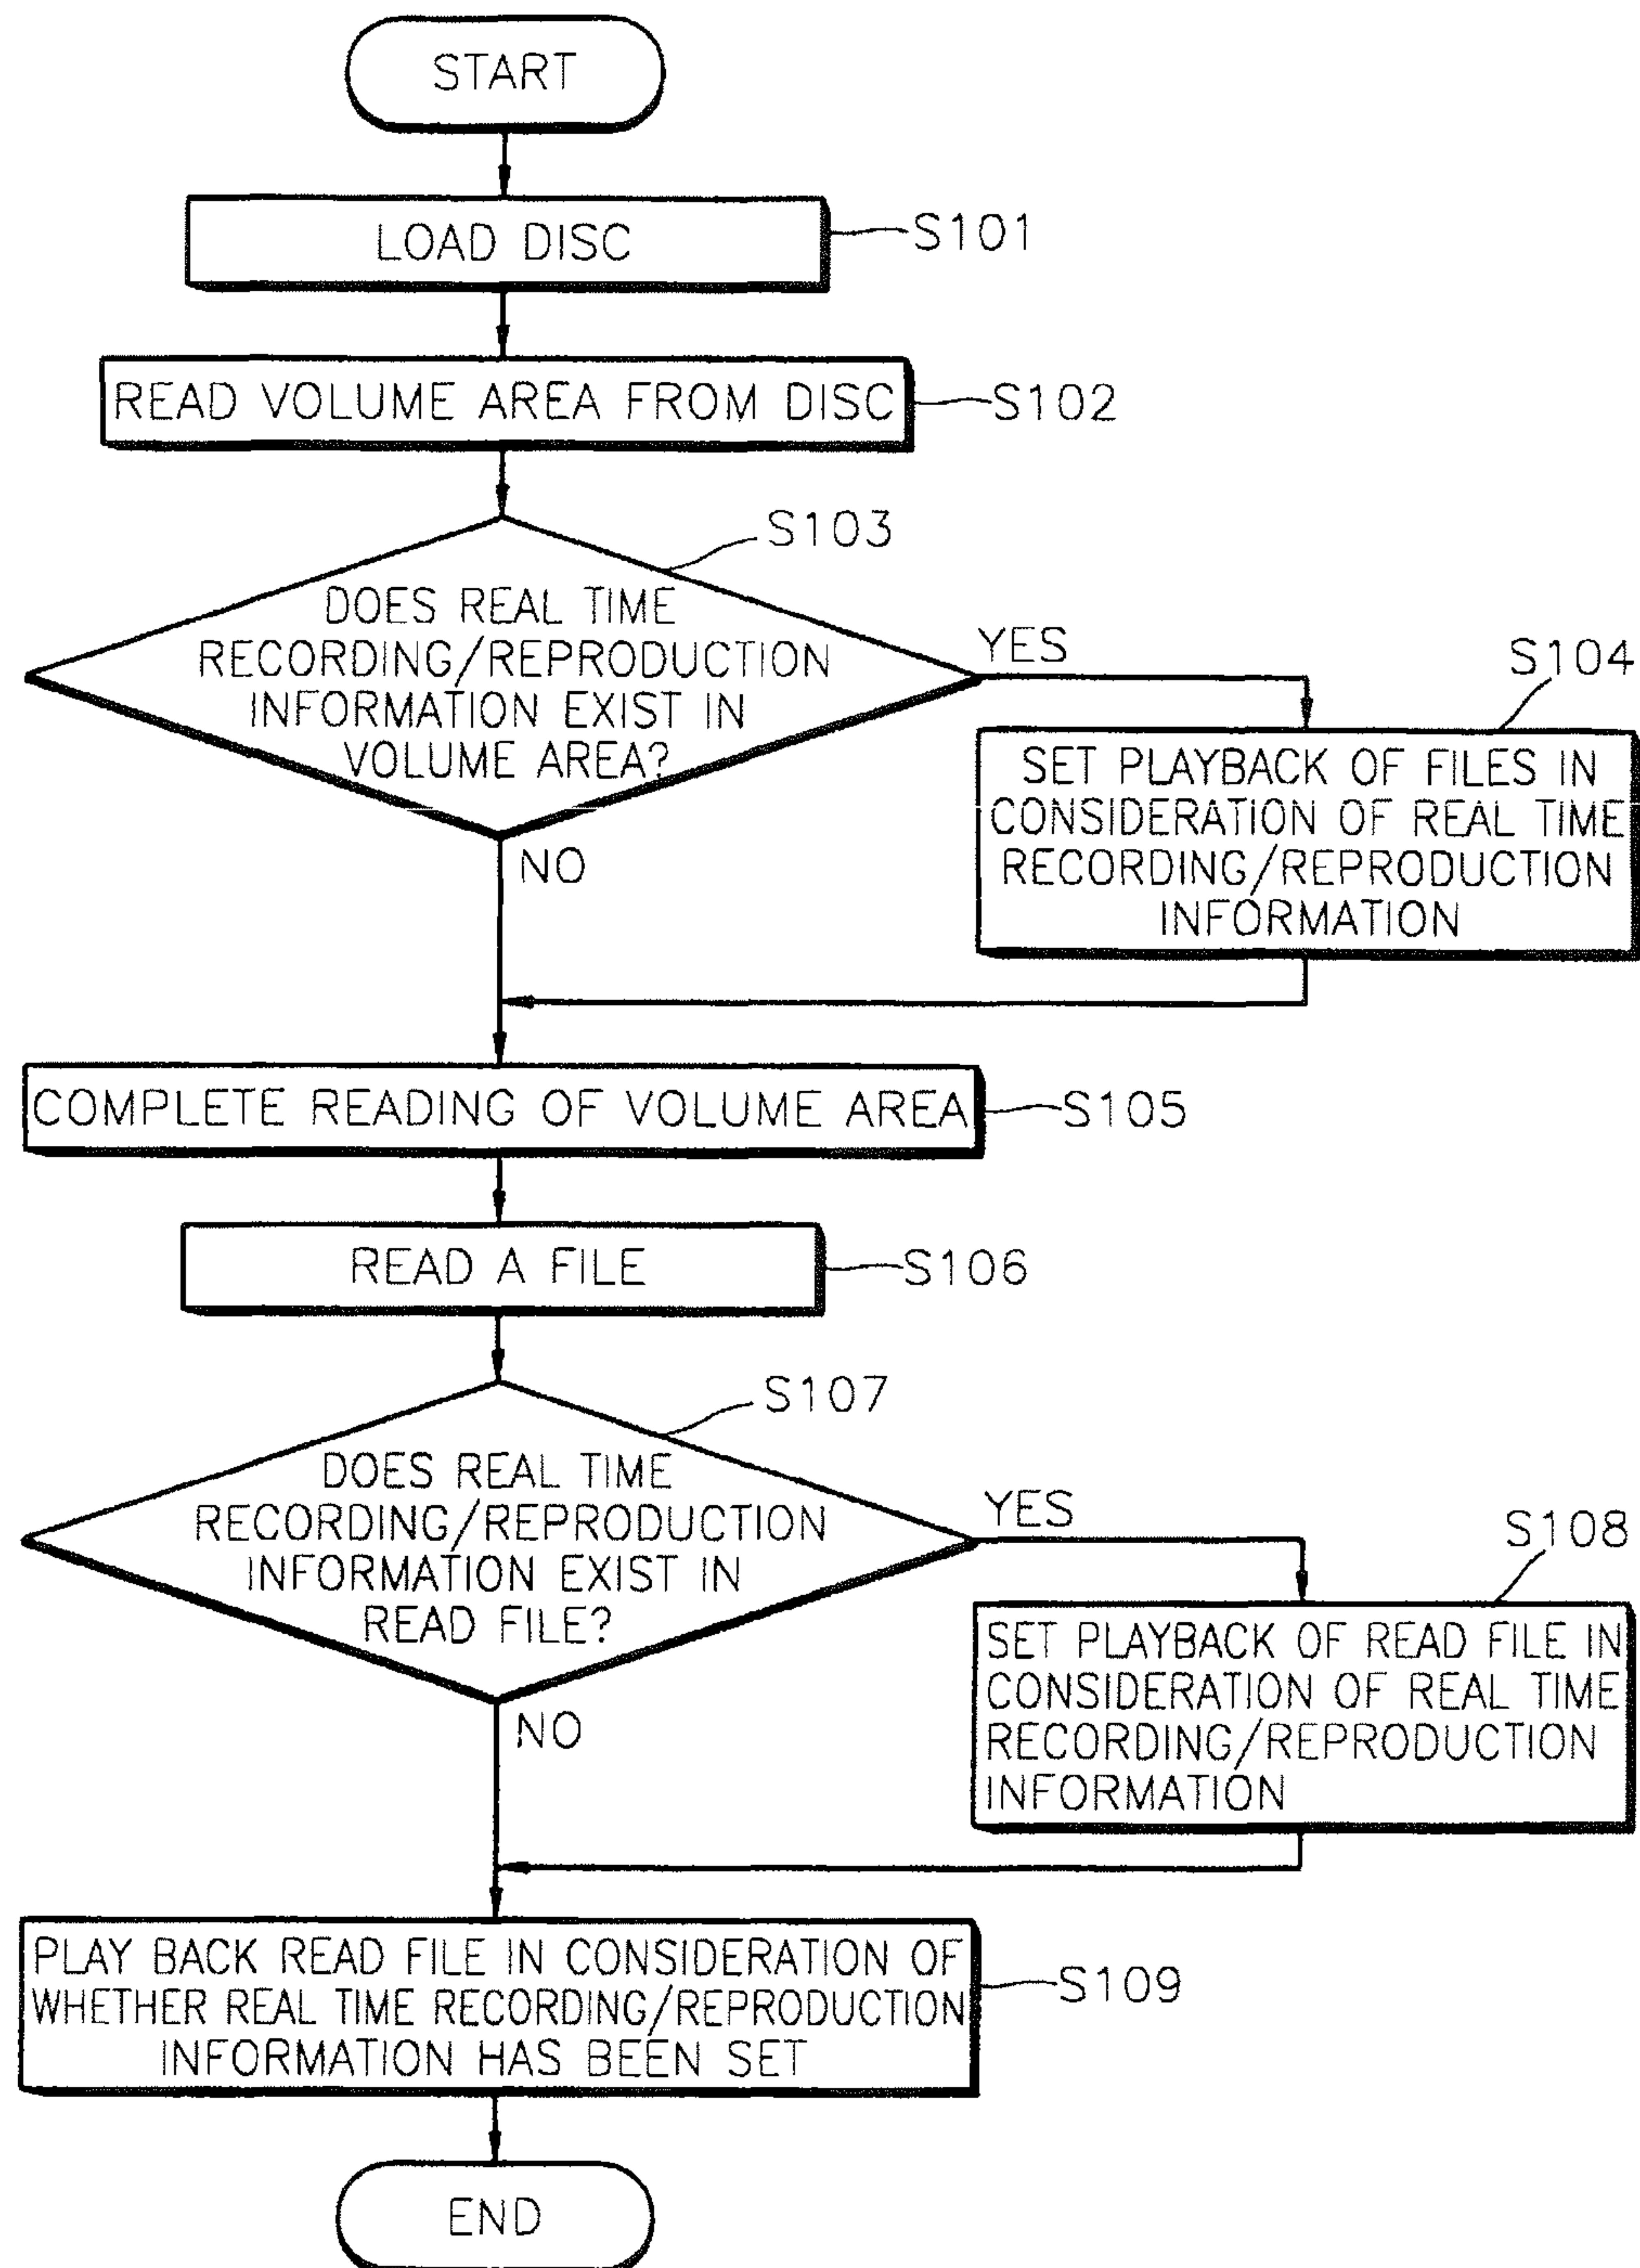 START
LOAD DISC
S101
READ VOLUME AREA FROM DISC
S102
S103
DOES REAL TIME
RECORDING/REPRODUCTION
INFORMATION EXIST IN
VOLUME AREA?
YES
NO
S104
SET PLAYBACK OF FILES IN
CONSIDERATION OF REAL TIME
RECORDING/REPRODUCTION
INFORMATION
COMPLETE READING OF VOLUME AREA
S105
READ A FILE
S106
S107
DOES REAL TIME
RECORDING/REPRODUCTION
INFORMATION EXIST IN
READ FILE?
YES
NO
S108
SET PLAYBACK OF READ FILE IN
CONSIDERATION OF REAL TIME
RECORDING/REPRODUCTION
INFORMATION
PLAY BACK READ FILE IN CONSIDERATION OF
WHETHER REAL TIME RECORDING/REPRODUCTION
INFORMATION HAS BEEN SET
S109
END